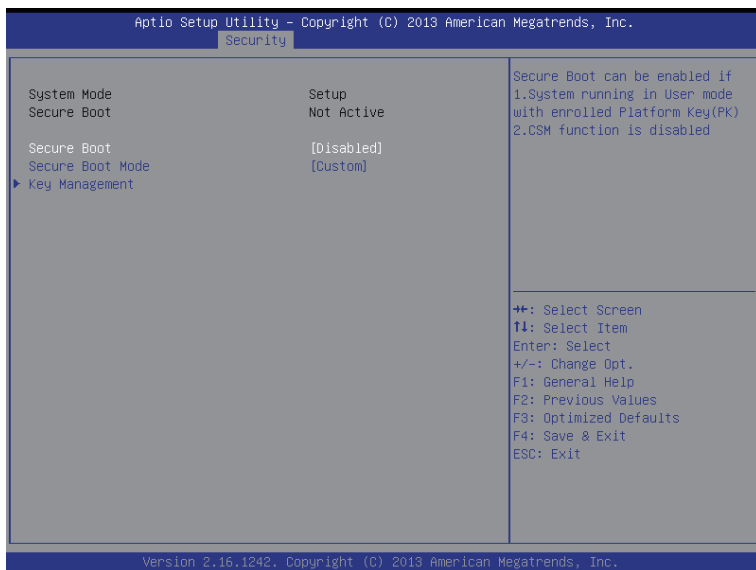 Aptio Setup Utility – Copyright (C) 2013 American Megatrends, Inc.
Security
System Mode Setup
Secure Boot Not Active
Secure Boot [Disabled]
Secure Boot Mode [Custom]
Key Management
Secure Boot can be enabled if
1.System running in User mode
with enrolled Platform Key(PK)
2.CSM function is disabled
→←: Select Screen
↑↓: Select Item
Enter: Select
+/-: Change Opt.
F1: General Help
F2: Previous Values
F3: Optimized Defaults
F4: Save & Exit
ESC: Exit
Version 2.16.1242. Copyright (C) 2013 American Megatrends, Inc.